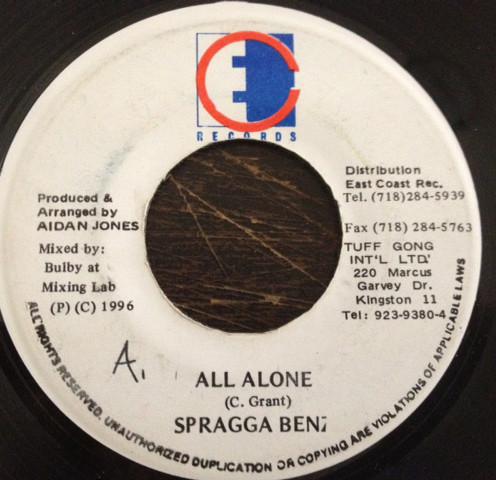 RECORDS
Produced &
Arranged by
AIDAN JONES
Mixed by:
Bulby at
Mixing Lab
(P) (C) 1996
Distribution
East Coast Rec.
Tel. (718)284-5939
Fax (718) 284-5763
TUFF GONG
INT'L LTD'
220 Marcus
Garvey Dr.
Kingston 11
Tel: 923-9380-4
A.
ALL ALONE
(C. Grant)
SPRAGGA BENZ
ALL RIGHTS RESERVED. UNAUTHORIZED DUPLICATION OR COPYING ARE VIOLATIONS OF APPLICABLE LAWS